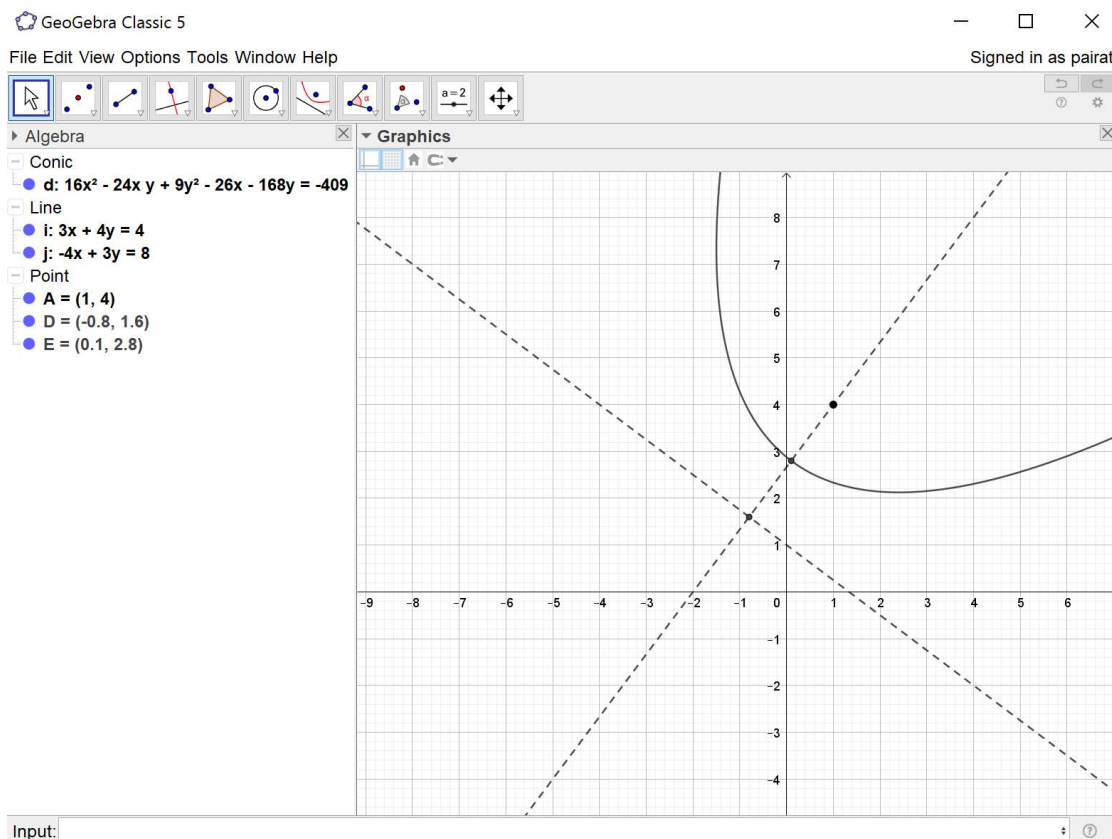 GeoGebra Classic 5
File Edit View Options Tools Window Help
Signed in as pairat
a = 2
Algebra
Graphics
Conic
d: 16x² - 24x y + 9y² - 26x - 168y = -409
Line
i: 3x + 4y = 4
j: -4x + 3y = 8
Point
A = (1, 4)
D = (-0.8, 1.6)
E = (0.1, 2.8)
8
7
6
5
4
3
2
1
-9 -8 -7 -6 -5 -4 -3 -2 -1 0 1 2 3 4 5 6
-1
-2
-3
-4
Input: